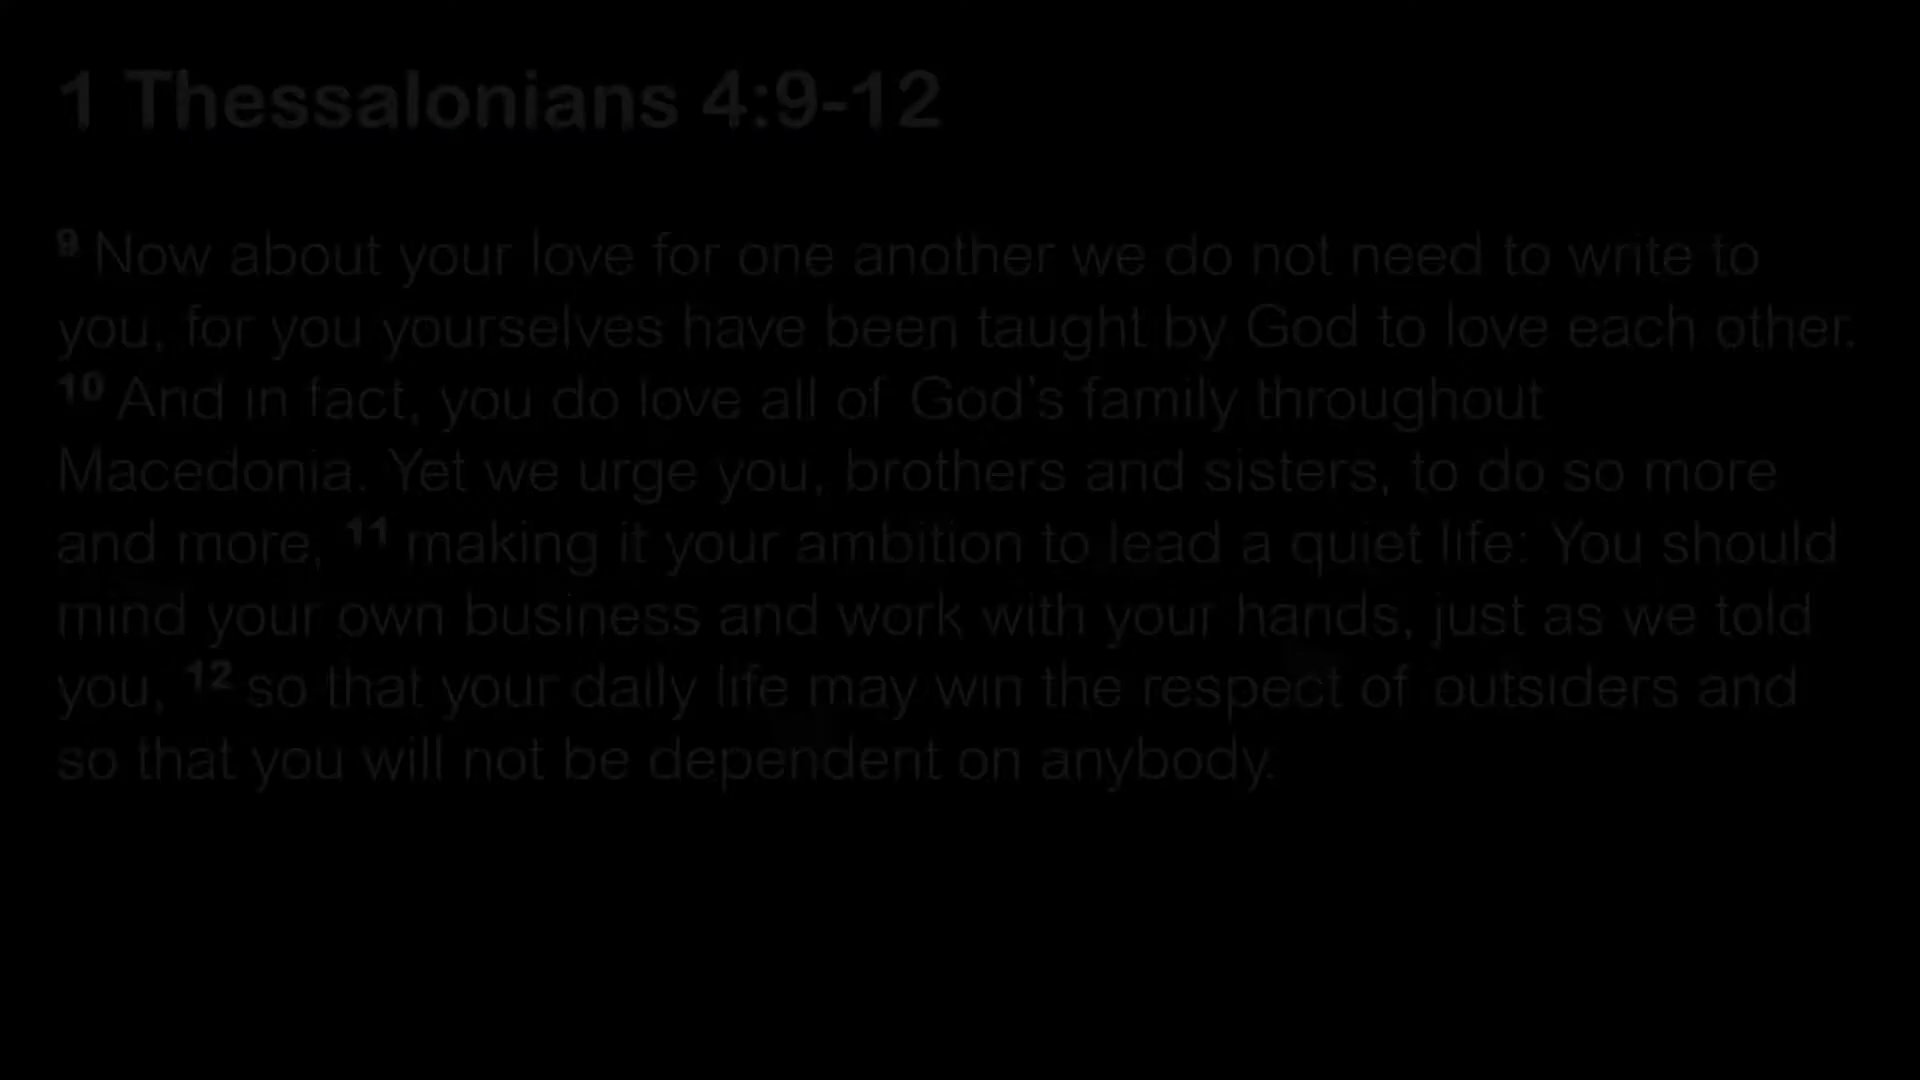 1 Thessalonians 4:9-12
9 Now about your love for one another we do not need to write to
you, for you yourselves have been taught by God to love each other.
10 And in fact, you do love all of God's family throughout
Macedonia. Yet we urge you, brothers and sisters, to do so more
and more, 11 making it your ambition to lead a quiet life: You should
mind your own business and work with your hands, just as we told
you, 12 so that your daily life may win the respect of outsiders and
so that you will not be dependent on anybody.